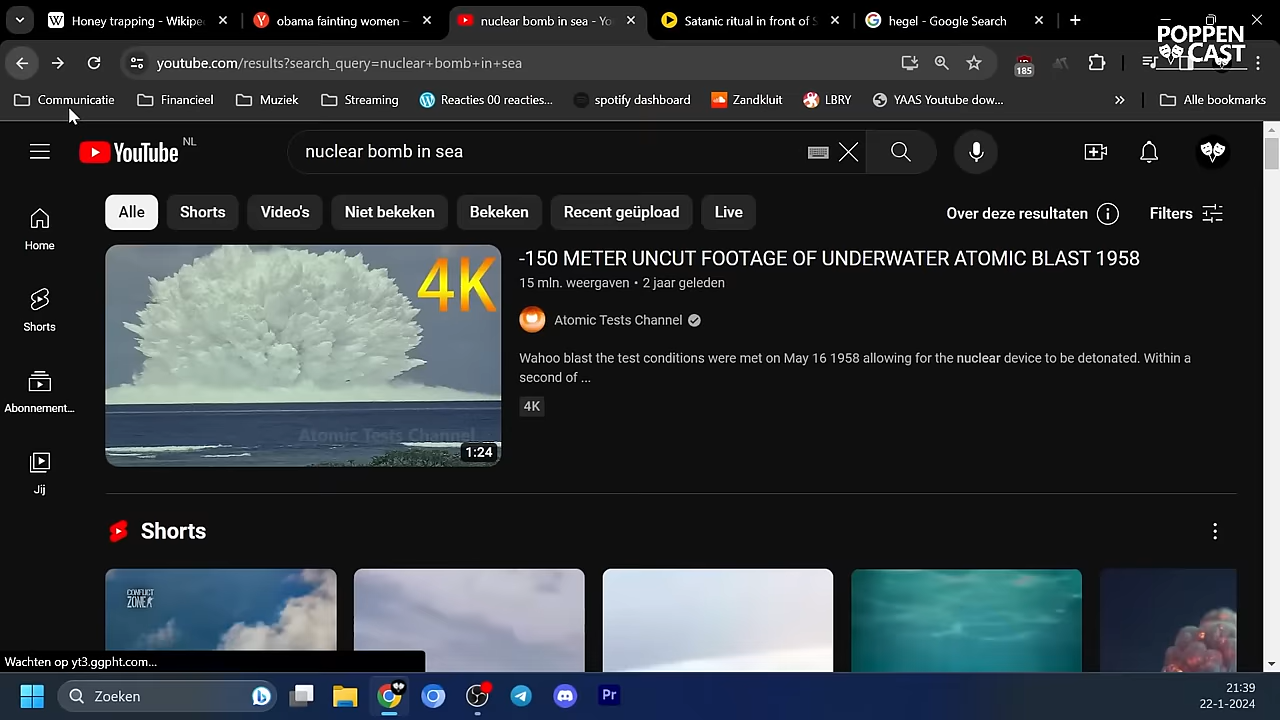 Honey trapping - Wikipe
obama fainting women -
nuclear bomb in sea - Yo
Satanic ritual in front of S
hegel - Google Search
POPPEN
CAST
youtube.com/results?search_query=nuclear+bomb+in+sea
185
Communicatie
Financieel
Muziek
Streaming
Reacties 00 reacties...
spotify dashboard
Zandkluit
LBRY
YAAS Youtube dow...
Alle bookmarks
YouTube NL
nuclear bomb in sea
Alle
Shorts
Video's
Niet bekeken
Bekeken
Recent geüpload
Live
Over deze resultaten
Filters
Home
Shorts
Abonnement...
Jij
4K
Atomic Tests Channel
1:24
-150 METER UNCUT FOOTAGE OF UNDERWATER ATOMIC BLAST 1958
15 mln. weergaven • 2 jaar geleden
Atomic Tests Channel
Wahoo blast the test conditions were met on May 16 1958 allowing for the nuclear device to be detonated. Within a
second of ...
4K
Shorts
CONFLICT
ZONE
Wachten op yt3.ggpht.com...
Zoeken
Pr
21:39
22-1-2024